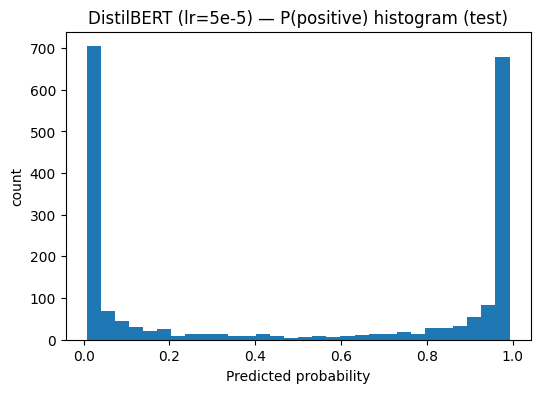 DistilBERT (lr=5e-5) — P(positive) histogram (test)
700
600
500
400
300
200
100
0
count
0.0 0.2 0.4 0.6 0.8 1.0
Predicted probability